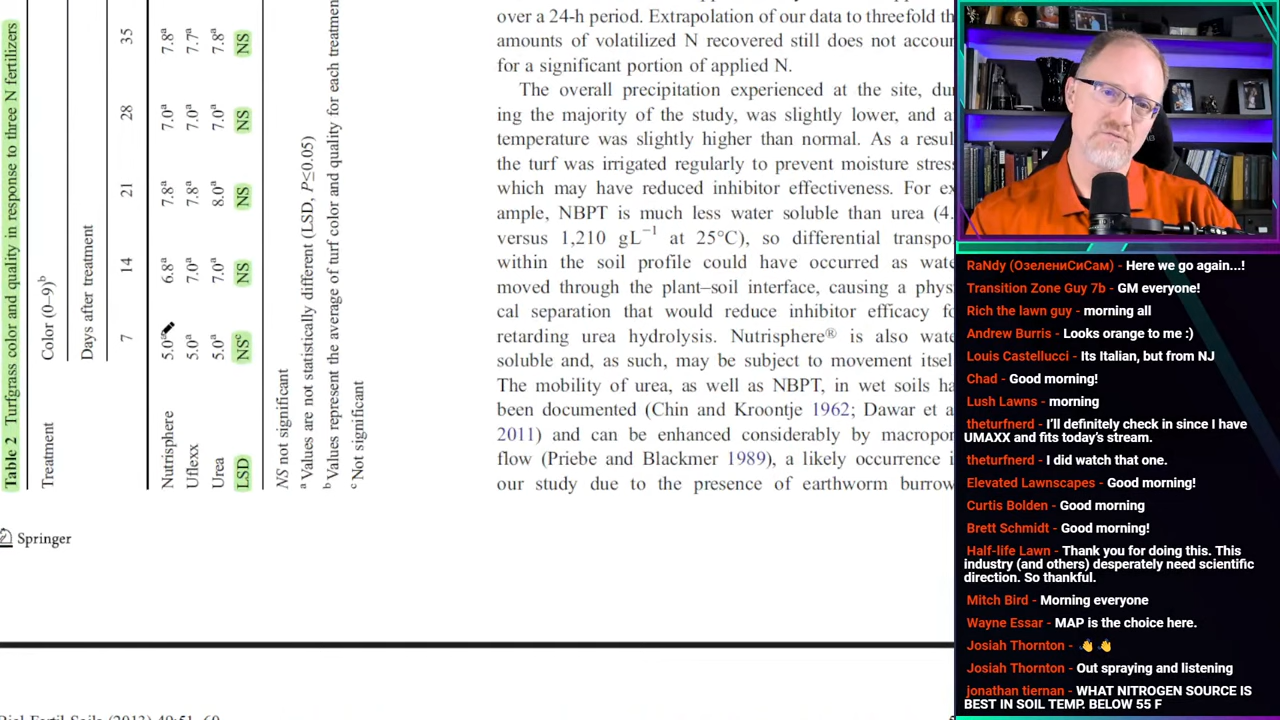 Table 2 Turfgrass color and quality in response to three N fertilizers
Treatment Color (0–9)ᵇ
Days after treatment
7 14 21 28 35
Nutrisphere 5.0ᵃ 6.8ᵃ 7.8ᵃ 7.0ᵃ 7.8ᵃ
Uflexx 5.0ᵃ 7.0ᵃ 7.8ᵃ 7.0ᵃ 7.7ᵃ
Urea 5.0ᵃ 7.0ᵃ 8.0ᵃ 7.0ᵃ 7.8ᵃ
LSD NSᶜ NS NS NS NS
NS not significant
ᵃ Values are not statistically different (LSD, P≤0.05)
ᵇ Values represent the average of turf color and quality for each treatment
ᶜ Not significant
Springer
over a 24-h period. Extrapolation of our data to threefold
amounts of volatilized N recovered still does not
for a significant portion of applied N.
The overall precipitation experienced at the site,
ing the majority of the study, was slightly lower, and
temperature was slightly higher than normal. As a
the turf was irrigated regularly to prevent moisture
which may have reduced inhibitor effectiveness. For
ample, NBPT is much less water soluble than urea (4.
versus 1,210 gL⁻¹ at 25°C), so differential
within the soil profile could have occurred as
moved through the plant–soil interface, causing a
cal separation that would reduce inhibitor efficacy
retarding urea hydrolysis. Nutrisphere® is also
soluble and, as such, may be subject to movement
The mobility of urea, as well as NBPT, in wet soils
been documented (Chin and Kroontje 1962; Dawar et
2011) and can be enhanced considerably by
flow (Priebe and Blackmer 1989), a likely occurrence
our study due to the presence of earthworm
RaNdy (ОзелениСиСам) - Here we go again...!
Transition Zone Guy 7b - GM everyone!
Rich the lawn guy - morning all
Andrew Burris - Looks orange to me :)
Louis Castellucci - Its Italian, but from NJ
Chad - Good morning!
Lush Lawns - morning
theturfnerd - I'll definitely check in since I have
UMAXX and fits today's stream.
theturfnerd - I did watch that one.
Elevated Lawnscapes - Good morning!
Curtis Bolden - Good morning
Brett Schmidt - Good morning!
Half-life Lawn - Thank you for doing this. This
industry (and others) desperately need scientific
direction. So thankful.
Mitch Bird - Morning everyone
Wayne Essar - MAP is the choice here.
Josiah Thornton - 👋 👋
Josiah Thornton - Out spraying and listening
jonathan tiernan - WHAT NITROGEN SOURCE IS
BEST IN SOIL TEMP. BELOW 55 F